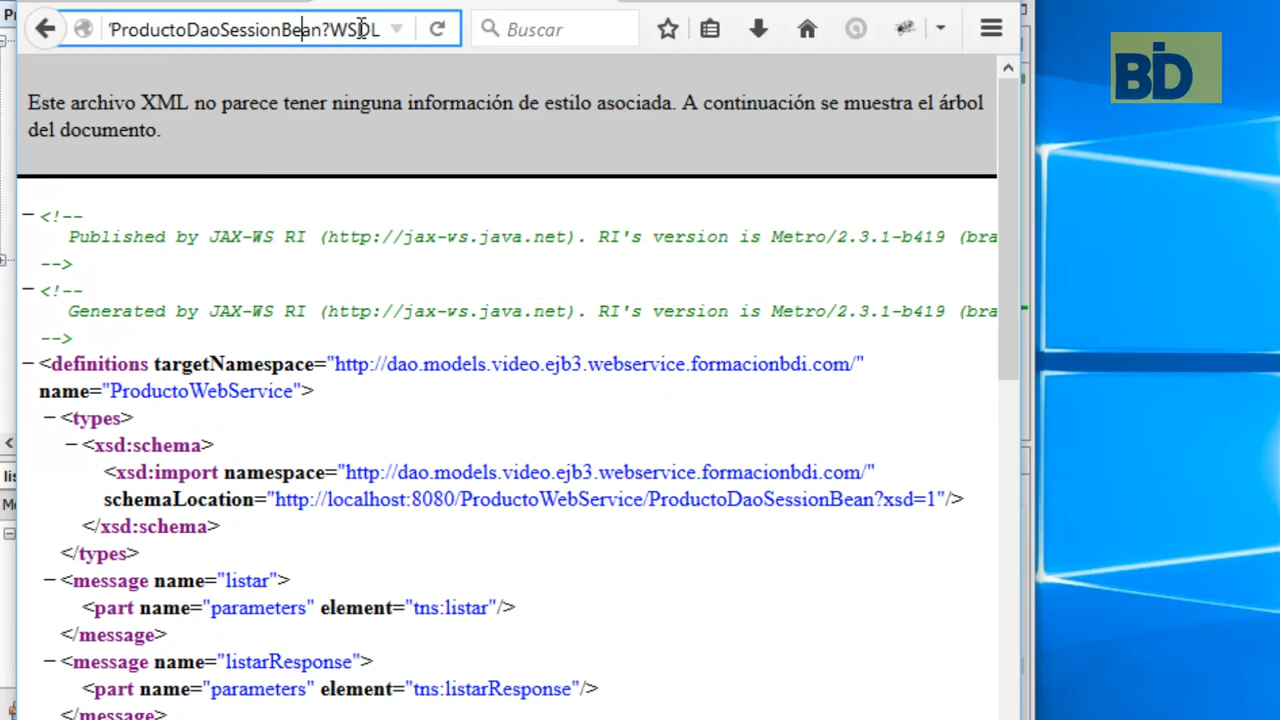 'ProductoDaoSessionBean?WSDL
Buscar
BDI
Este archivo XML no parece tener ninguna información de estilo asociada. A continuación se muestra el árbol
del documento.
− <!--
Published by JAX-WS RI (http://jax-ws.java.net). RI's version is Metro/2.3.1-b419 (bra
-->
− <!--
Generated by JAX-WS RI (http://jax-ws.java.net). RI's version is Metro/2.3.1-b419 (bra
-->
− <definitions targetNamespace="http://dao.models.video.ejb3.webservice.formacionbdi.com/"
name="ProductoWebService">
− <types>
− <xsd:schema>
<xsd:import namespace="http://dao.models.video.ejb3.webservice.formacionbdi.com/"
schemaLocation="http://localhost:8080/ProductoWebService/ProductoDaoSessionBean?xsd=1"/>
</xsd:schema>
</types>
− <message name="listar">
<part name="parameters" element="tns:listar"/>
</message>
− <message name="listarResponse">
<part name="parameters" element="tns:listarResponse"/>
</message>